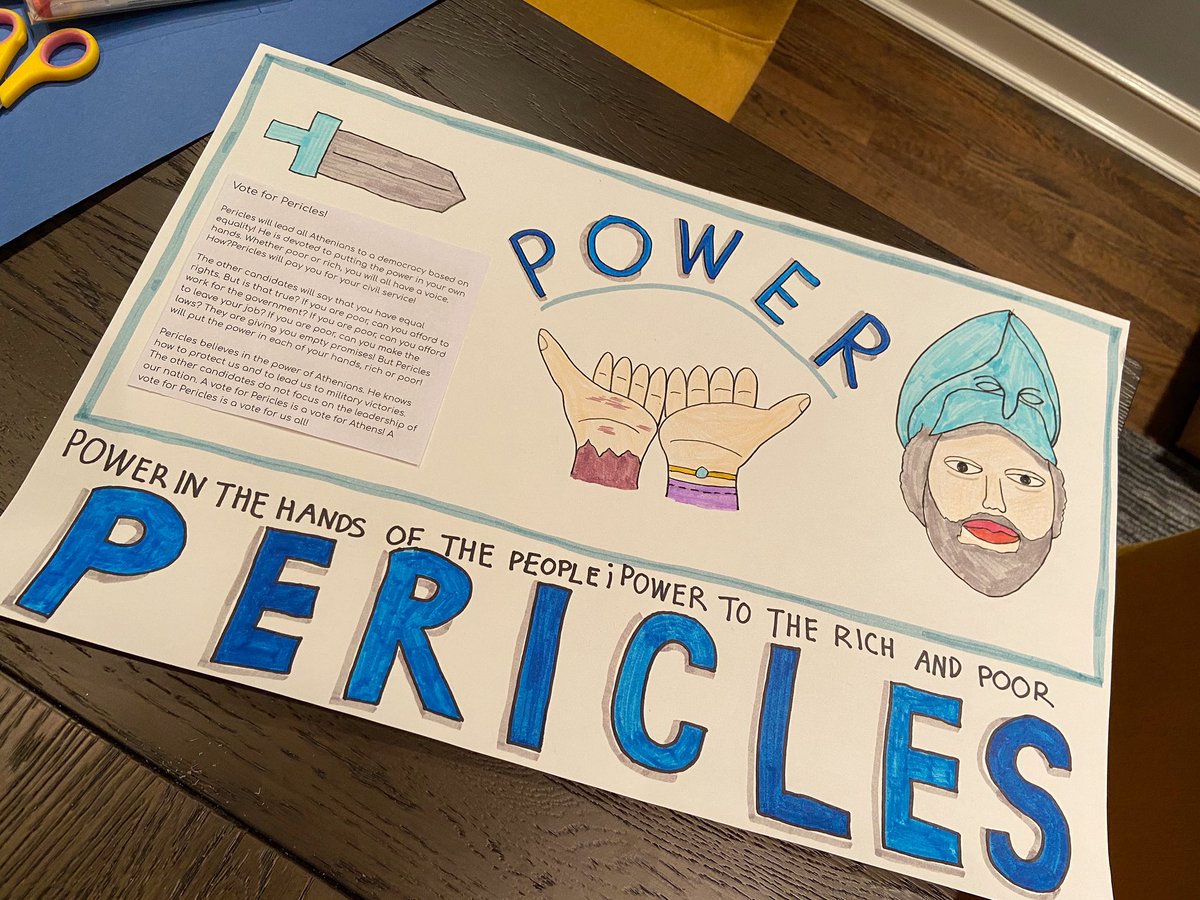 Vote for Pericles!
Pericles will lead all Athenians to a democracy based on
equality! He is devoted to putting the power in your own
hands. Whether poor or rich, you will all have a voice.
How?Pericles will pay you for your civil service!
The other candidates will say that you have equal
rights. But is that true? If you are poor, can you afford to
work for the government? If you are poor, can you afford
to leave your job? If you are poor, can you make the
laws? They are giving you empty promises! But Pericles
will put the power in each of your hands, rich or poor!
Pericles believes in the power of Athenians. He knows
how to protect us and to lead us to military victories.
The other candidates do not focus on the leadership of
our nation. A vote for Pericles is a vote for Athens! A
vote for Pericles is a vote for us all!
POWER
POWER IN THE HANDS OF THE PEOPLE; POWER TO THE RICH AND POOR
PERICLES